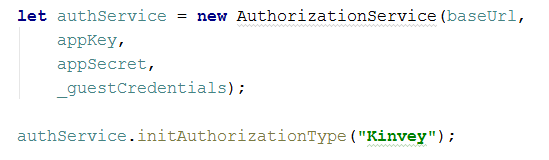 let authService = new AuthorizationService(baseUrl,
    appKey,
    appSecret,
    _guestCredentials);
authService.initAuthorizationType("Kinvey");